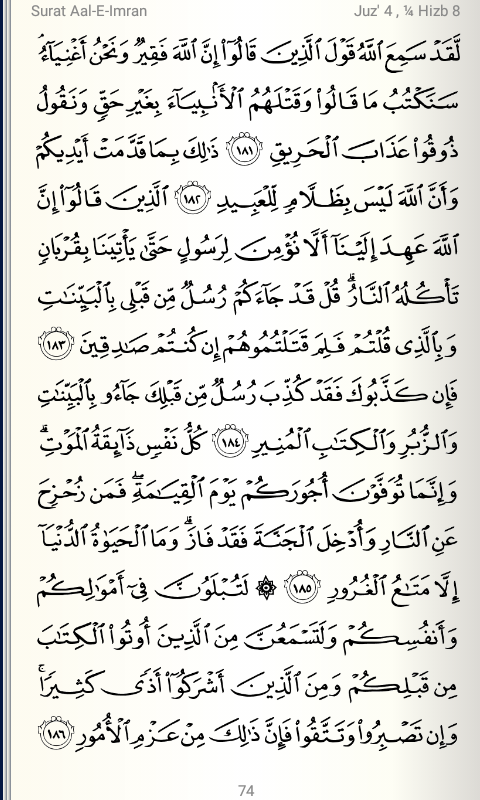 Surat Aal-E-Imran Juz' 4 , ¼ Hizb 8
لَّقَدْ سَمِعَ ٱللَّهُ قَوْلَ ٱلَّذِينَ قَالُوٓا۟ إِنَّ ٱللَّهَ فَقِيرٌ وَنَحْنُ أَغْنِيَآءُ ۘ
سَنَكْتُبُ مَا قَالُوا۟ وَقَتْلَهُمُ ٱلْأَنۢبِيَآءَ بِغَيْرِ حَقٍّ وَنَقُولُ
ذُوقُوا۟ عَذَابَ ٱلْحَرِيقِ ١٨١ ذَٰلِكَ بِمَا قَدَّمَتْ أَيْدِيكُمْ
وَأَنَّ ٱللَّهَ لَيْسَ بِظَلَّامٍ لِّلْعَبِيدِ ١٨٢ ٱلَّذِينَ قَالُوٓا۟ إِنَّ
ٱللَّهَ عَهِدَ إِلَيْنَآ أَلَّا نُؤْمِنَ لِرَسُولٍ حَتَّىٰ يَأْتِيَنَا بِقُرْبَانٍ
تَأْكُلُهُ ٱلنَّارُ ۗ قُلْ قَدْ جَآءَكُمْ رُسُلٌ مِّن قَبْلِى بِٱلْبَيِّنَٰتِ
وَبِٱلَّذِى قُلْتُمْ فَلِمَ قَتَلْتُمُوهُمْ إِن كُنتُمْ صَٰدِقِينَ ١٨٣
فَإِن كَذَّبُوكَ فَقَدْ كُذِّبَ رُسُلٌ مِّن قَبْلِكَ جَآءُو بِٱلْبَيِّنَٰتِ
وَٱلزُّبُرِ وَٱلْكِتَٰبِ ٱلْمُنِيرِ ١٨٤ كُلُّ نَفْسٍ ذَآئِقَةُ ٱلْمَوْتِ ۗ
وَإِنَّمَا تُوَفَّوْنَ أُجُورَكُمْ يَوْمَ ٱلْقِيَٰمَةِ ۖ فَمَن زُحْزِحَ
عَنِ ٱلنَّارِ وَأُدْخِلَ ٱلْجَنَّةَ فَقَدْ فَازَ ۗ وَمَا ٱلْحَيَوٰةُ ٱلدُّنْيَآ
إِلَّا مَتَٰعُ ٱلْغُرُورِ ١٨٥ ۞ لَتُبْلَوُنَّ فِىٓ أَمْوَٰلِكُمْ
وَأَنفُسِكُمْ وَلَتَسْمَعُنَّ مِنَ ٱلَّذِينَ أُوتُوا۟ ٱلْكِتَٰبَ
مِن قَبْلِكُمْ وَمِنَ ٱلَّذِينَ أَشْرَكُوٓا۟ أَذًى كَثِيرًا ۚ
وَإِن تَصْبِرُوا۟ وَتَتَّقُوا۟ فَإِنَّ ذَٰلِكَ مِنْ عَزْمِ ٱلْأُمُورِ ١٨٦
74